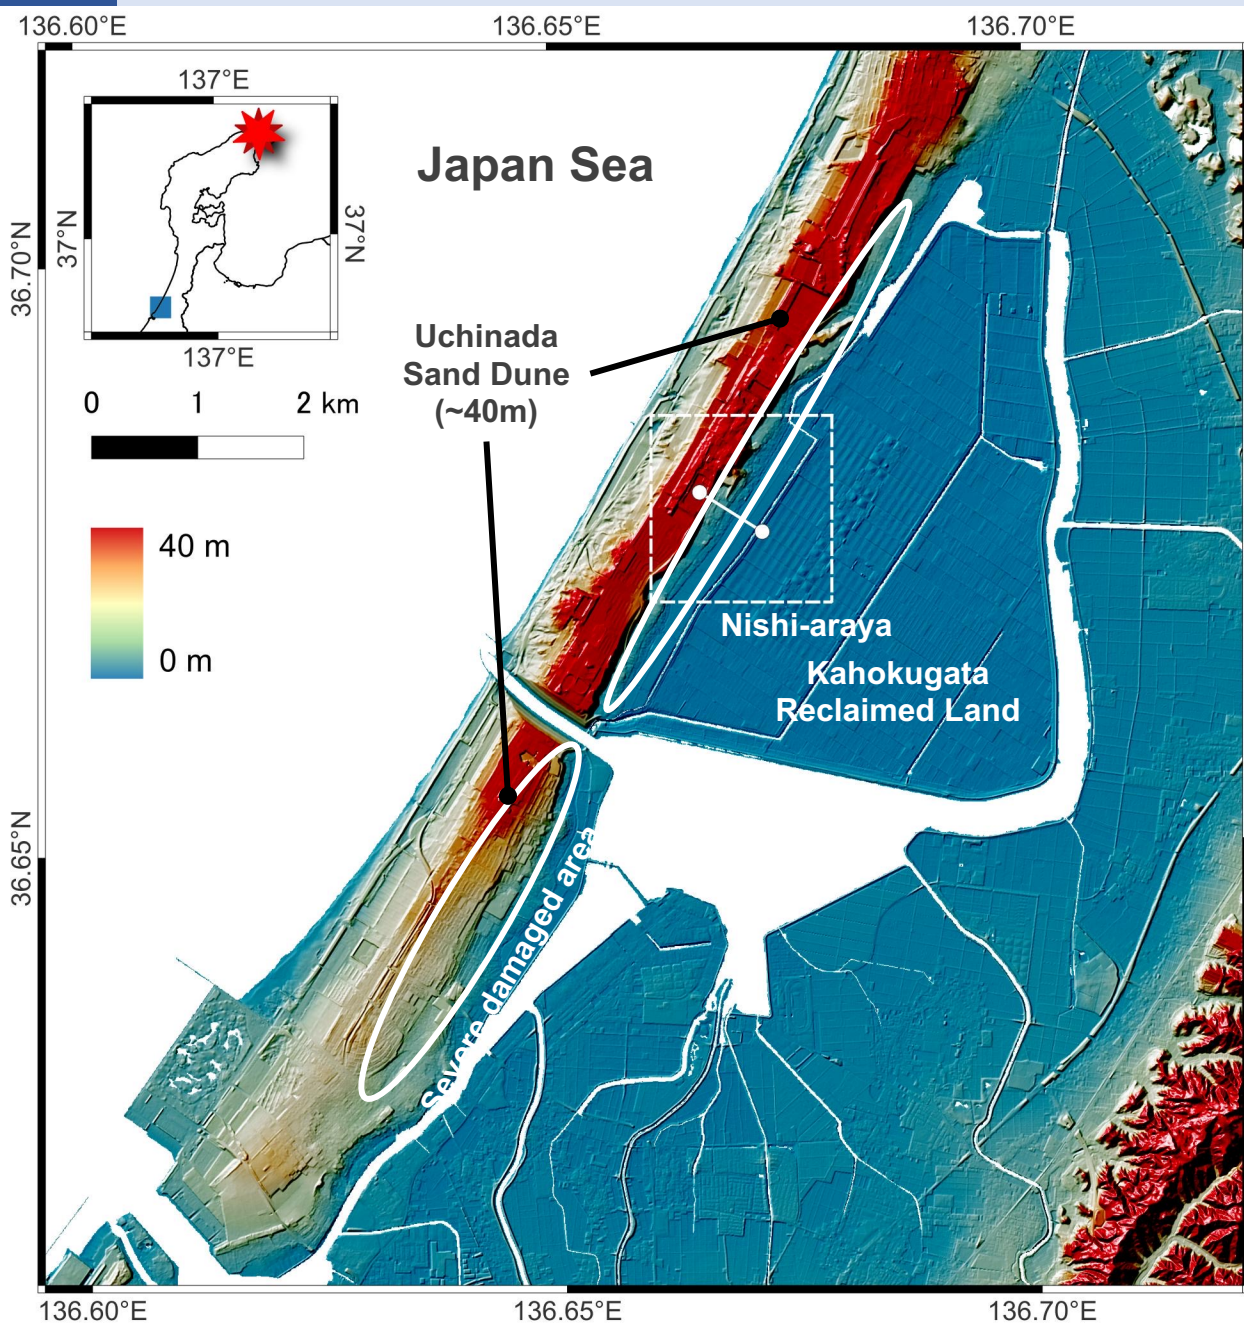 136.60°E
136.65°E
136.70°E
137°E
Japan Sea
37°N
37°N
36.70°N
137°E
Uchinada
Sand Dune
(~40m)
0 1 2 km
40 m
0 m
Nishi-araya
Kahokugata
Reclaimed Land
36.65°N
Severe damaged area
136.60°E
136.65°E
136.70°E